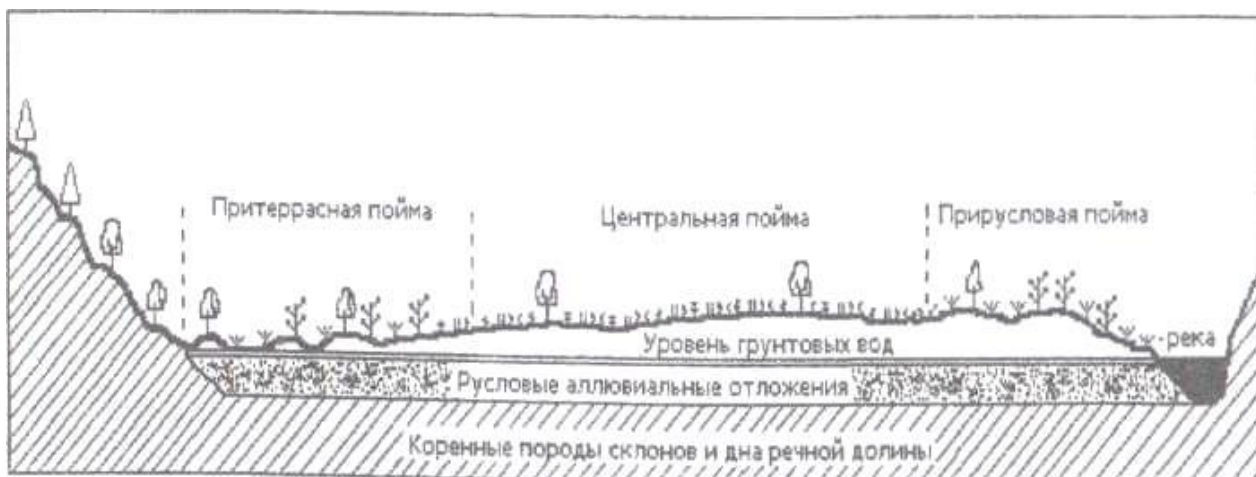 Притеррасная пойма
Центральная пойма
Прирусловая пойма
Уровень грунтовых вод
-река
Русловые аллювиальные отложения
Коренные породы склонов и дна речной долины